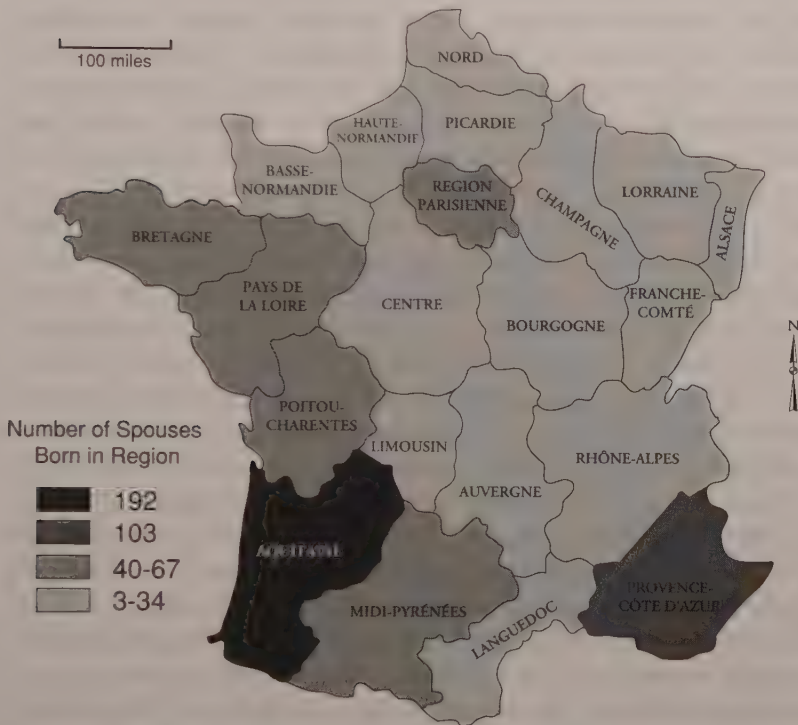 100 miles
NORD
HAUTE-
NORMANDIE
PICARDIE
BASSE-
NORMANDIE
REGION
PARISIENNE
CHAMPAGNE
LORRAINE
ALSACE
BRETAGNE
PAYS DE
LA LOIRE
CENTRE
BOURGOGNE
FRANCHE-
COMTÉ
N
POITOU-
CHARENTES
LIMOUSIN
AUVERGNE
RHÔNE-ALPES
Number of Spouses
Born in Region
192
103
40-67
3-34
AQUITAINE
MIDI-PYRÉNÉES
LANGUEDOC
PROVENCE-
CÔTE D'AZUR